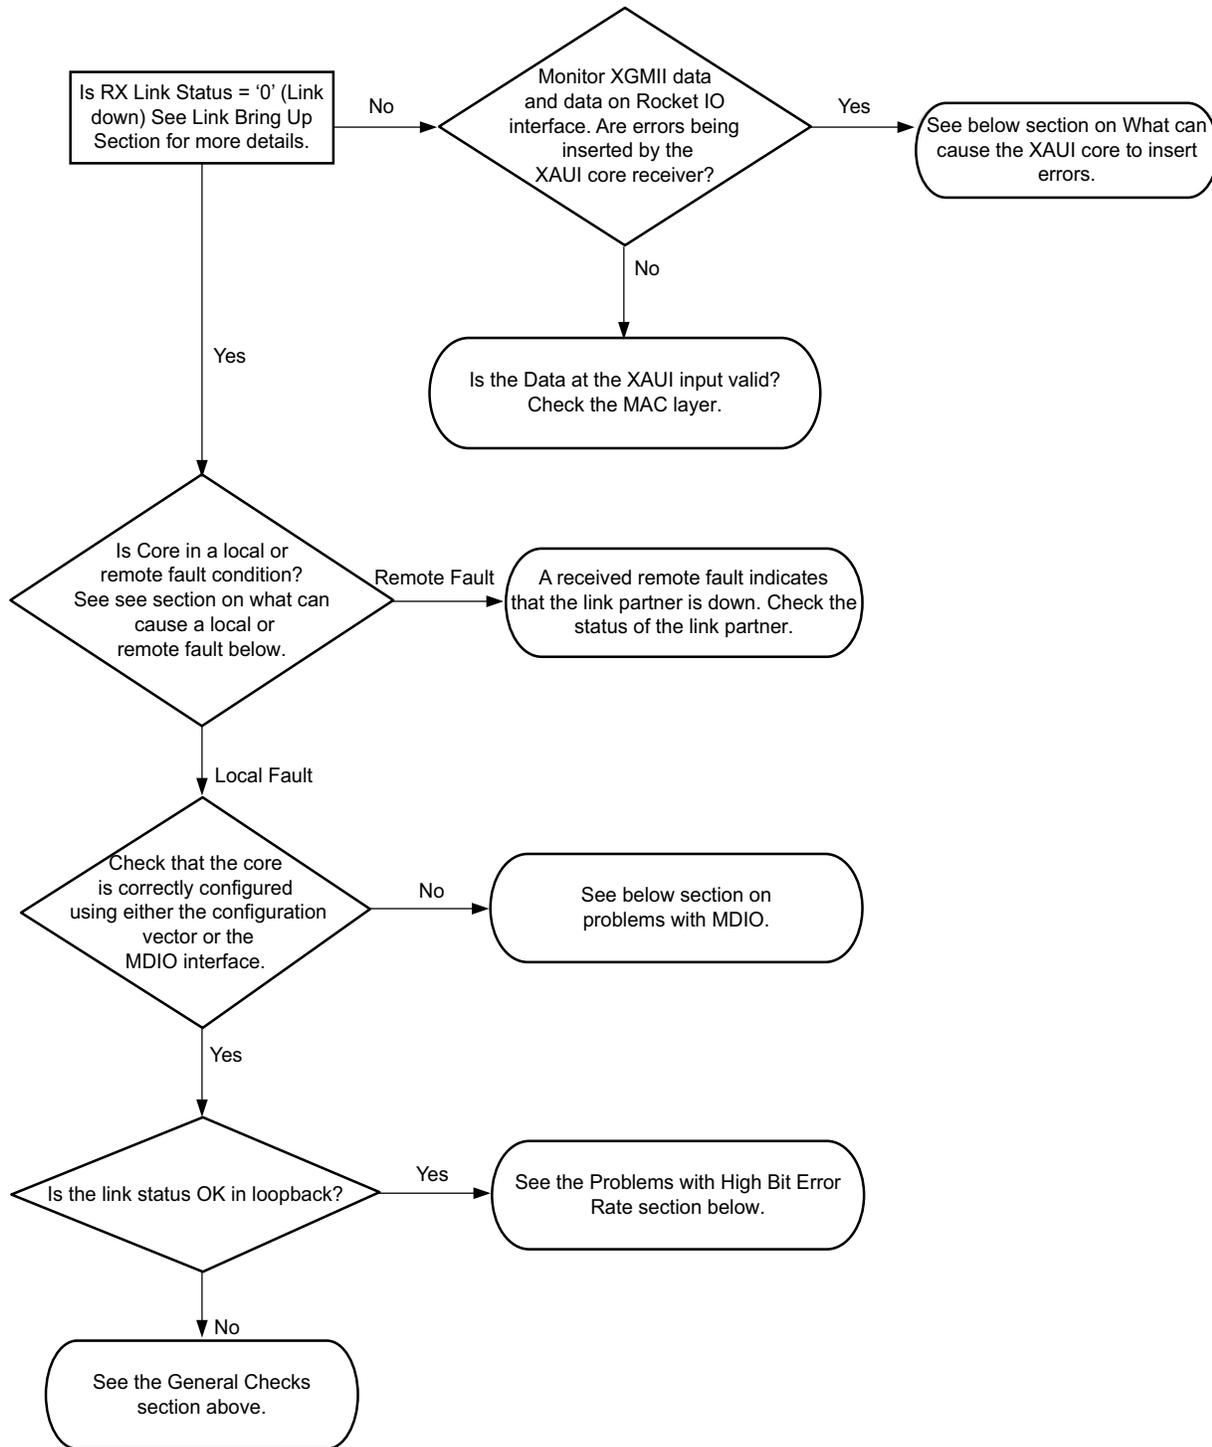 Is RX Link Status = ‘0’ (Link
down) See Link Bring Up
Section for more details.
No
Monitor XGMII data
and data on Rocket IO
interface. Are errors being
inserted by the
XAUI core receiver?
Yes
See below section on What can
cause the XAUI core to insert
errors.
No
Is the Data at the XAUI input valid?
Check the MAC layer.
Yes
Is Core in a local or
remote fault condition?
See see section on what can
cause a local or
remote fault below.
Remote Fault
A received remote fault indicates
that the link partner is down. Check the
status of the link partner.
Local Fault
Check that the core
is correctly configured
using either the configuration
vector or the
MDIO interface.
No
See below section on
problems with MDIO.
Yes
Is the link status OK in loopback?
Yes
See the Problems with High Bit Error
Rate section below.
No
See the General Checks
section above.